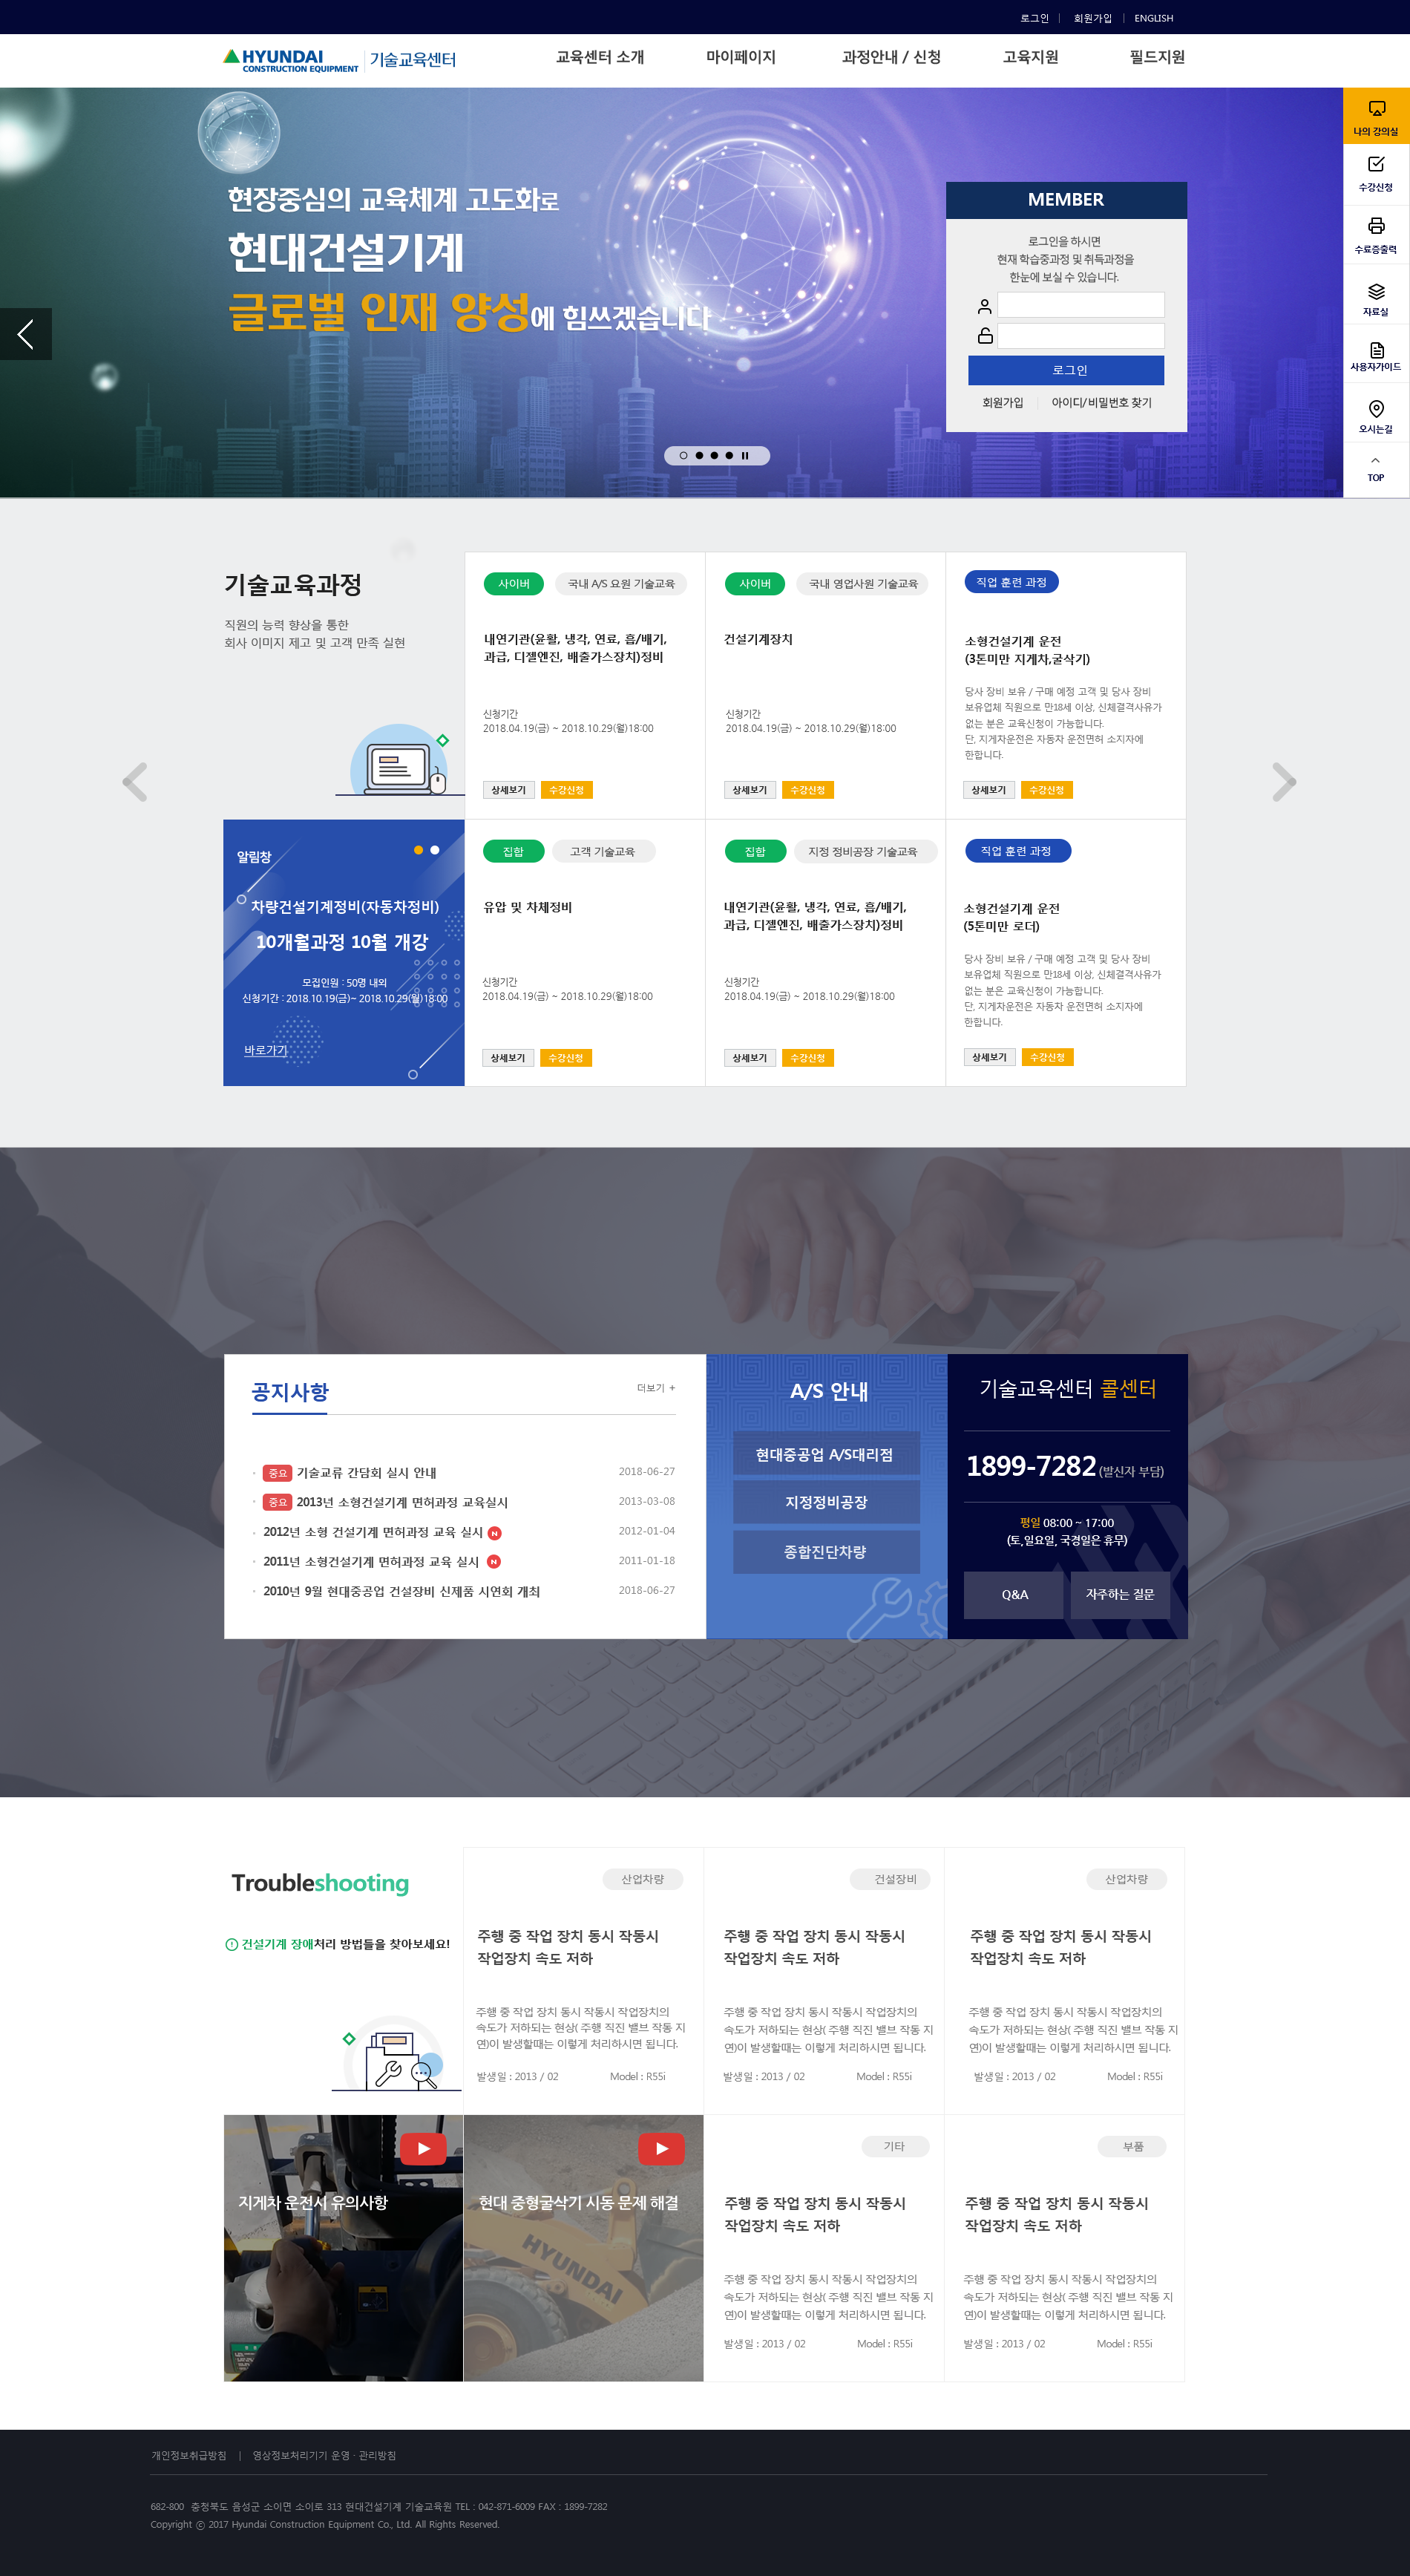 로그인 | 회원가입 | ENGLISH
HYUNDAI
CONSTRUCTION EQUIPMENT
기술교육센터
교육센터 소개
마이페이지
과정안내 / 신청
고육지원
필드지원
현장중심의 교육체계 고도화로
현대건설기계
글로벌 인재 양성에 힘쓰겠습니다
MEMBER
로그인을 하시면
현재 학습중과정 및 취득과정을
한눈에 보실 수 있습니다.
로그인
회원가입 | 아이디/비밀번호 찾기
나의 강의실
수강신청
수료증출력
자료실
사용자가이드
오시는길
TOP
기술교육과정
직원의 능력 향상을 통한
회사 이미지 제고 및 고객 만족 실현
사이버 국내 A/S 요원 기술교육
내연기관(윤활, 냉각, 연료, 흡/배기,
과급, 디젤엔진, 배출가스장치)정비
신청기간
2018.04.19(금) ~ 2018.10.29(월)18:00
상세보기 수강신청
사이버 국내 영업사원 기술교육
건설기계장치
신청기간
2018.04.19(금) ~ 2018.10.29(월)18:00
상세보기 수강신청
직업 훈련 과정
소형건설기계 운전
(3톤미만 지게차,굴삭기)
당사 장비 보유 / 구매 예정 고객 및 당사 장비
보유업체 직원으로 만18세 이상, 신체결격사유가
없는 분은 교육신청이 가능합니다.
단, 지게차운전은 자동차 운전면허 소지자에
한합니다.
상세보기 수강신청
알림창
차량건설기계정비(자동차정비)
10개월과정 10월 개강
모집인원 : 50명 내외
신청기간 : 2018.10.19(금)~ 2018.10.29(월)18:00
바로가기
집합 고객 기술교육
유압 및 차체정비
신청기간
2018.04.19(금) ~ 2018.10.29(월)18:00
상세보기 수강신청
집합 지정 정비공장 기술교육
내연기관(윤활, 냉각, 연료, 흡/배기,
과급, 디젤엔진, 배출가스장치)정비
신청기간
2018.04.19(금) ~ 2018.10.29(월)18:00
상세보기 수강신청
직업 훈련 과정
소형건설기계 운전
(5톤미만 로더)
당사 장비 보유 / 구매 예정 고객 및 당사 장비
보유업체 직원으로 만18세 이상, 신체결격사유가
없는 분은 교육신청이 가능합니다.
단, 지게차운전은 자동차 운전면허 소지자에
한합니다.
상세보기 수강신청
공지사항
더보기 +
중요 기술교류 간담회 실시 안내 2018-06-27
중요 2013년 소형건설기계 면허과정 교육실시 2013-03-08
2012년 소형 건설기계 면허과정 교육 실시 N 2012-01-04
2011년 소형건설기계 면허과정 교육 실시 N 2011-01-18
2010년 9월 현대중공업 건설장비 신제품 시연회 개최 2018-06-27
A/S 안내
현대중공업 A/S대리점
지정정비공장
종합진단차량
기술교육센터 콜센터
1899-7282 (발신자 부담)
평일 08:00 ~ 17:00
(토,일요일, 국경일은 휴무)
Q&A
자주하는 질문
Troubleshooting
건설기계 장애처리 방법들을 찾아보세요!
산업차량
주행 중 작업 장치 동시 작동시
작업장치 속도 저하
주행 중 작업 장치 동시 작동시 작업장치의
속도가 저하되는 현상( 주행 직진 밸브 작동 지
연)이 발생할때는 이렇게 처리하시면 됩니다.
발생일 : 2013 / 02 Model : R55i
건설장비
주행 중 작업 장치 동시 작동시
작업장치 속도 저하
주행 중 작업 장치 동시 작동시 작업장치의
속도가 저하되는 현상( 주행 직진 밸브 작동 지
연)이 발생할때는 이렇게 처리하시면 됩니다.
발생일 : 2013 / 02 Model : R55i
산업차량
주행 중 작업 장치 동시 작동시
작업장치 속도 저하
주행 중 작업 장치 동시 작동시 작업장치의
속도가 저하되는 현상( 주행 직진 밸브 작동 지
연)이 발생할때는 이렇게 처리하시면 됩니다.
발생일 : 2013 / 02 Model : R55i
지게차 운전시 유의사항
현대 중형굴삭기 시동 문제 해결
HYUNDAI
기타
주행 중 작업 장치 동시 작동시
작업장치 속도 저하
주행 중 작업 장치 동시 작동시 작업장치의
속도가 저하되는 현상( 주행 직진 밸브 작동 지
연)이 발생할때는 이렇게 처리하시면 됩니다.
발생일 : 2013 / 02 Model : R55i
부품
주행 중 작업 장치 동시 작동시
작업장치 속도 저하
주행 중 작업 장치 동시 작동시 작업장치의
속도가 저하되는 현상( 주행 직진 밸브 작동 지
연)이 발생할때는 이렇게 처리하시면 됩니다.
발생일 : 2013 / 02 Model : R55i
개인정보취급방침 | 영상정보처리기기 운영 · 관리방침
682-800 충청북도 음성군 소이면 소이로 313 현대건설기계 기술교육원 TEL : 042-871-6009 FAX : 1899-7282
Copyright ⓒ 2017 Hyundai Construction Equipment Co., Ltd. All Rights Reserved.